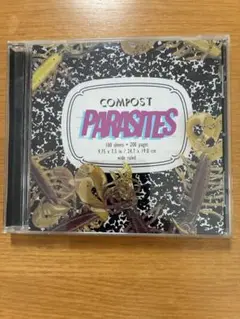 COMPOST
PARASITES
100 sheets • 200 pages
9.75 x 7.5 in / 24.7 x 19.0 cm
wide ruled